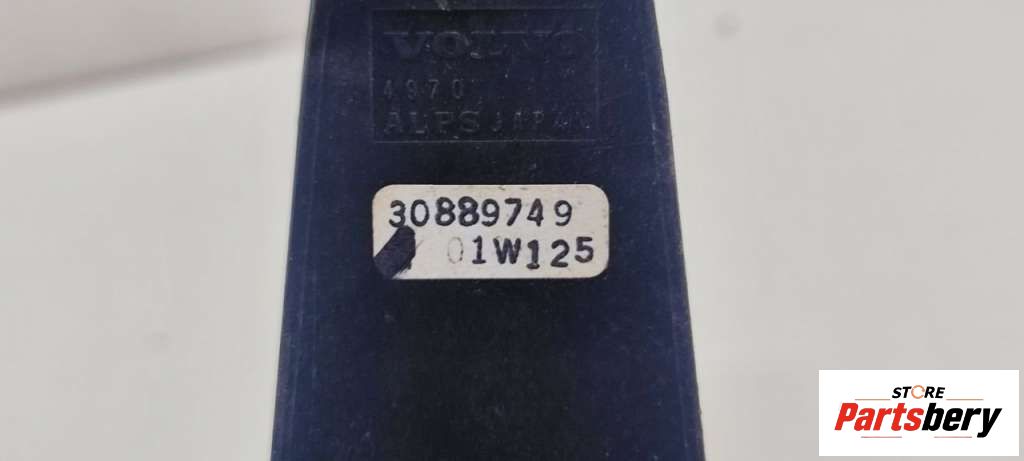 VOLVO
4970
ALPS JAPAN
30889749
01W125
STORE
Partsbery